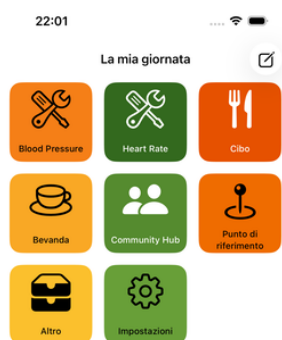 22:01
La mia giornata
Blood Pressure
Heart Rate
Cibo
Bevanda
Community Hub
Punto di
riferimento
Altro
Impostazioni